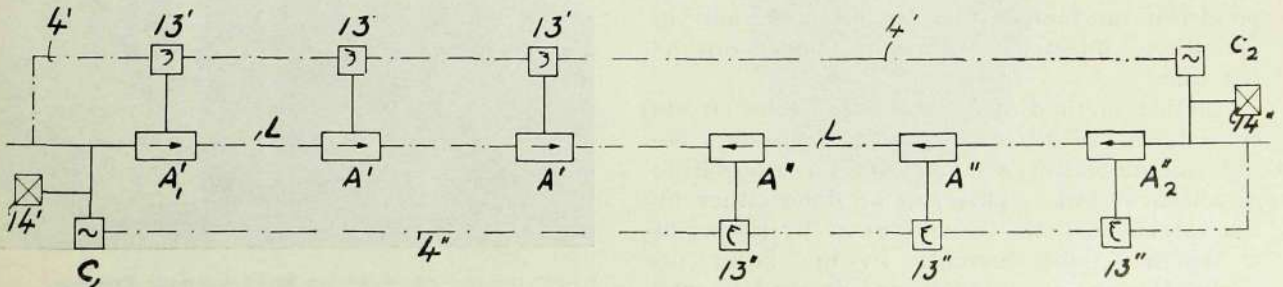 4' 13' 13' 13' 4' C2
~ 
14"
L L
A'1 A' A' A" A" A"2
14'
~
C1 4" 13" 13" 13"